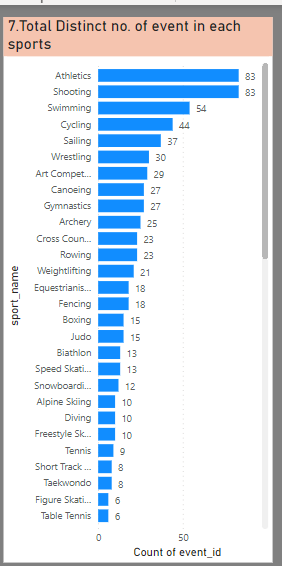 7.Total Distinct no. of event in each
sports
sport_name
Athletics 83
Shooting 83
Swimming 54
Cycling 44
Sailing 37
Wrestling 30
Art Compet... 29
Canoeing 27
Gymnastics 27
Archery 25
Cross Coun... 23
Rowing 23
Weightlifting 21
Equestrianis... 18
Fencing 18
Boxing 15
Judo 15
Biathlon 13
Speed Skati... 13
Snowboardi... 12
Alpine Skiing 10
Diving 10
Freestyle Sk... 10
Tennis 9
Short Track ... 8
Taekwondo 8
Figure Skati... 6
Table Tennis 6
0 50
Count of event_id